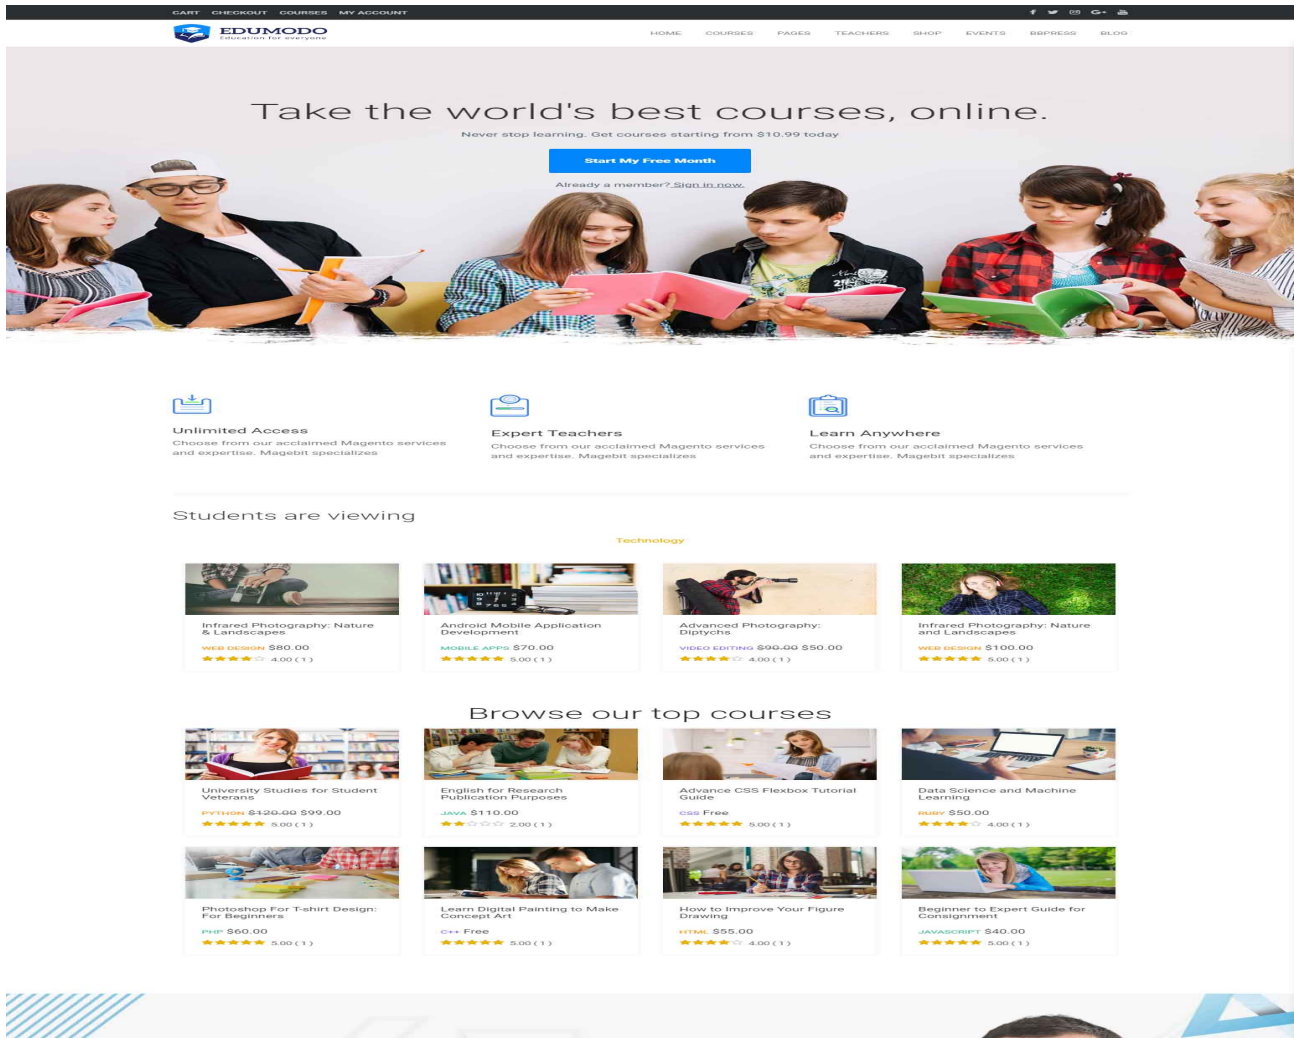 CART CHECKOUT COURSES MY ACCOUNT
EDUMODO
Education for everyone
HOME COURSES PAGES TEACHERS SHOP EVENTS BBPRESS BLOG
Take the world's best courses, online.
Never stop learning. Get courses starting from $10.99 today
Start My Free Month
Already a member? Sign in now.
Unlimited Access
Choose from our acclaimed Magento services
and expertise. Magebit specializes
Expert Teachers
Choose from our acclaimed Magento services
and expertise. Magebit specializes
Learn Anywhere
Choose from our acclaimed Magento services
and expertise. Magebit specializes
Students are viewing
Technology
Infrared Photography: Nature
& Landscapes
WEB DESIGN $80.00
4.00 ( 1 )
Android Mobile Application
Development
MOBILE APPS $70.00
5.00 ( 1 )
Advanced Photography:
Diptychs
VIDEO EDITING $90.00 $50.00
4.00 ( 1 )
Infrared Photography: Nature
and Landscapes
WEB DESIGN $100.00
5.00 ( 1 )
Browse our top courses
University Studies for Student
Veterans
PYTHON $120.00 $99.00
5.00 ( 1 )
English for Research
Publication Purposes
JAVA $110.00
2.00 ( 1 )
Advance CSS Flexbox Tutorial
Guide
CSS Free
5.00 ( 1 )
Data Science and Machine
Learning
RUBY $50.00
4.00 ( 1 )
Photoshop For T-shirt Design:
For Beginners
PHP $60.00
5.00 ( 1 )
Learn Digital Painting to Make
Concept Art
C++ Free
5.00 ( 1 )
How to Improve Your Figure
Drawing
HTML $55.00
4.00 ( 1 )
Beginner to Expert Guide for
Consignment
JAVASCRIPT $40.00
5.00 ( 1 )